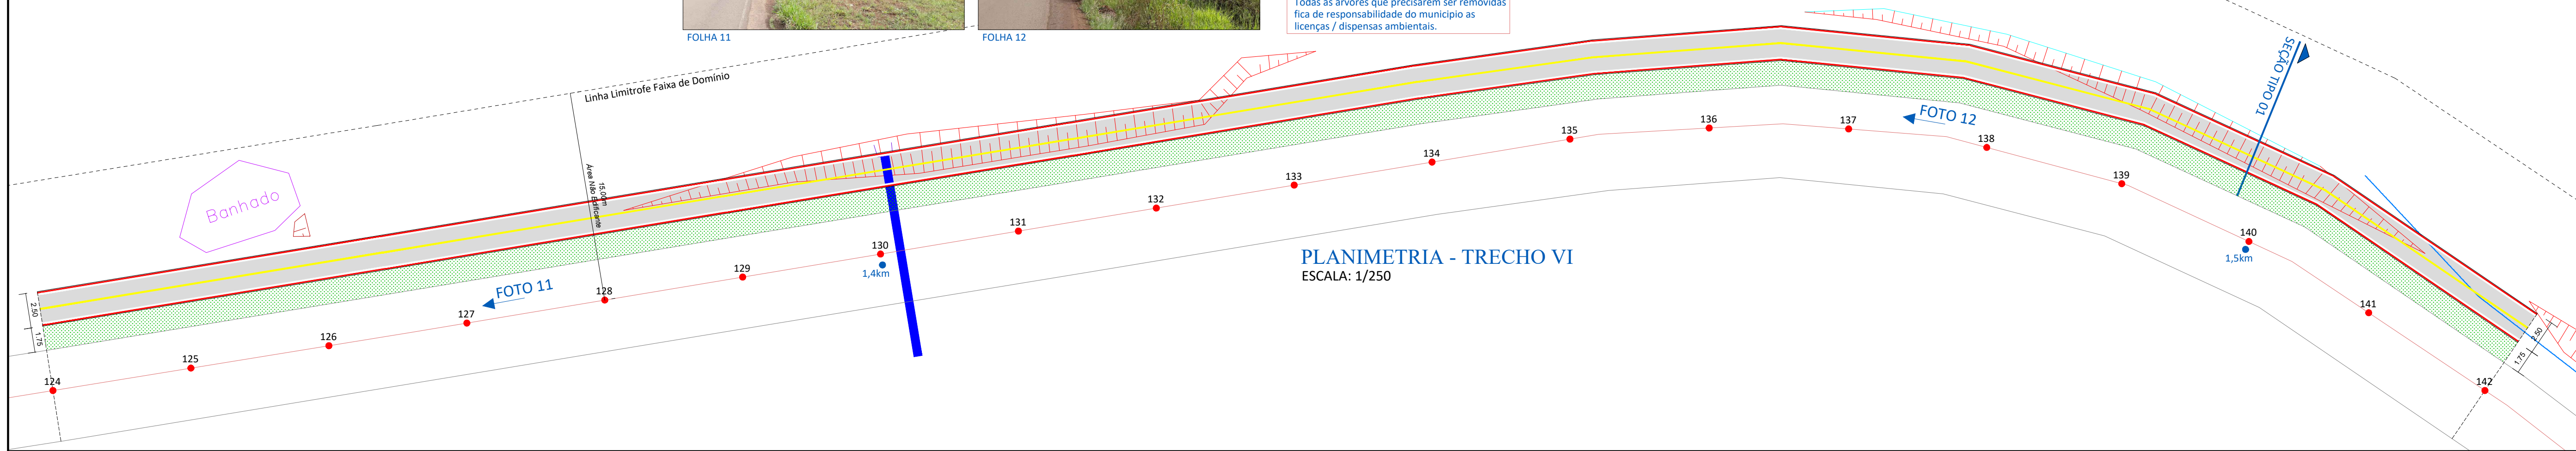 Todas as árvores que precisarem ser removidas
fica de responsabilidade do municipio as
licenças / dispensas ambientais.
FOLHA 11
FOLHA 12
Linha Limitrofe Faixa de Domínio
SEÇÃO TIPO 01
FOTO 12
Banhado
15,00m
Área Não Edificante
FOTO 11
PLANIMETRIA - TRECHO VI
ESCALA: 1/250
124
125
126
127
128
129
130
1,4km
131
132
133
134
135
136
137
138
139
140
1,5km
141
142
2.50
1.75
2.50
1.75